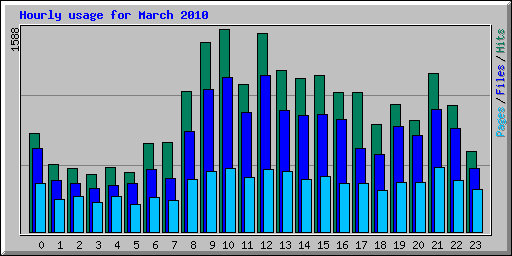 Hourly usage for March 2010
1588
Pages/Files/Hits
0 1 2 3 4 5 6 7 8 9 10 11 12 13 14 15 16 17 18 19 20 21 22 23